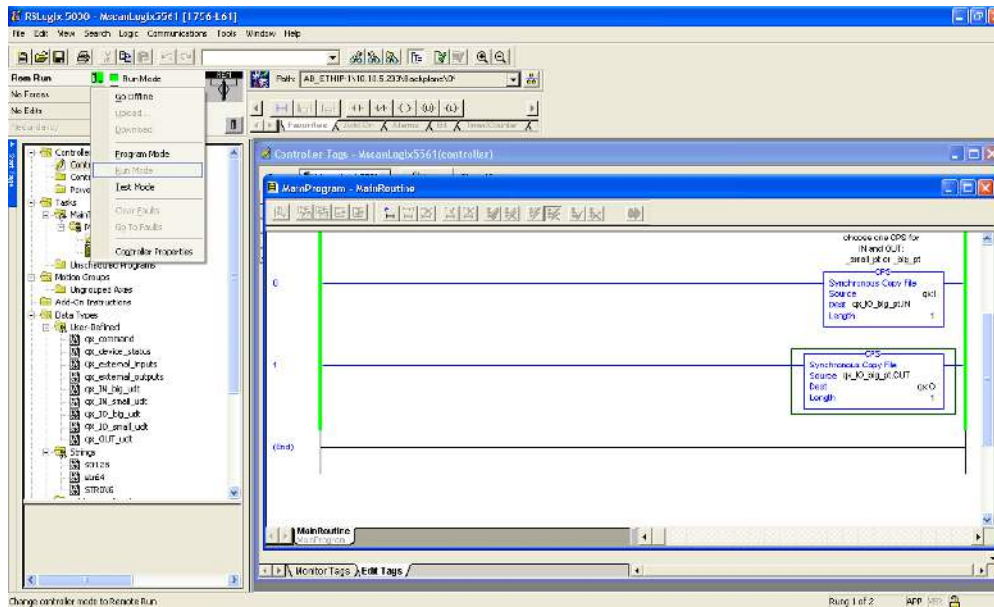 RSLogix 5000 - MscanLogix5561 [1756-L61]
File Edit View Search Logic Communications Tools Window Help
Rem Run
Run Mode
No Forces
No Edits
Redundancy
Path: AB_ETHIP-1\10.10.5.233\Backplane\0*
Favorites Add-On Alarms Bit Timer/Counter
Go Offline
Upload...
Download
Program Mode
Run Mode
Test Mode
Clear Faults
Go To Faults
Controller Properties
Tasks
Unscheduled Programs
Motion Groups
Ungrouped Axes
Add-On Instructions
Data Types
User-Defined
qx_command
qx_device_status
qx_external_inputs
qx_external_outputs
qx_IN_big_udt
qx_IN_small_udt
qx_IO_big_udt
qx_IO_small_udt
qx_OUT_udt
Strings
str128
str64
STRING
Controller Tags - MscanLogix5561(controller)
MainProgram - MainRoutine
choose one CPS for
IN and OUT:
_small_pt or _big_pt
0
CPS
Synchronous Copy File
Source qx:I
Dest qx_IO_big_pt.IN
Length 1
1
CPS
Synchronous Copy File
Source qx_IO_big_pt.OUT
Dest qx:O
Length 1
(End)
MainRoutine
MainProgram
Monitor Tags Edit Tags
Change controller mode to Remote Run
Rung 1 of 2 APP VER